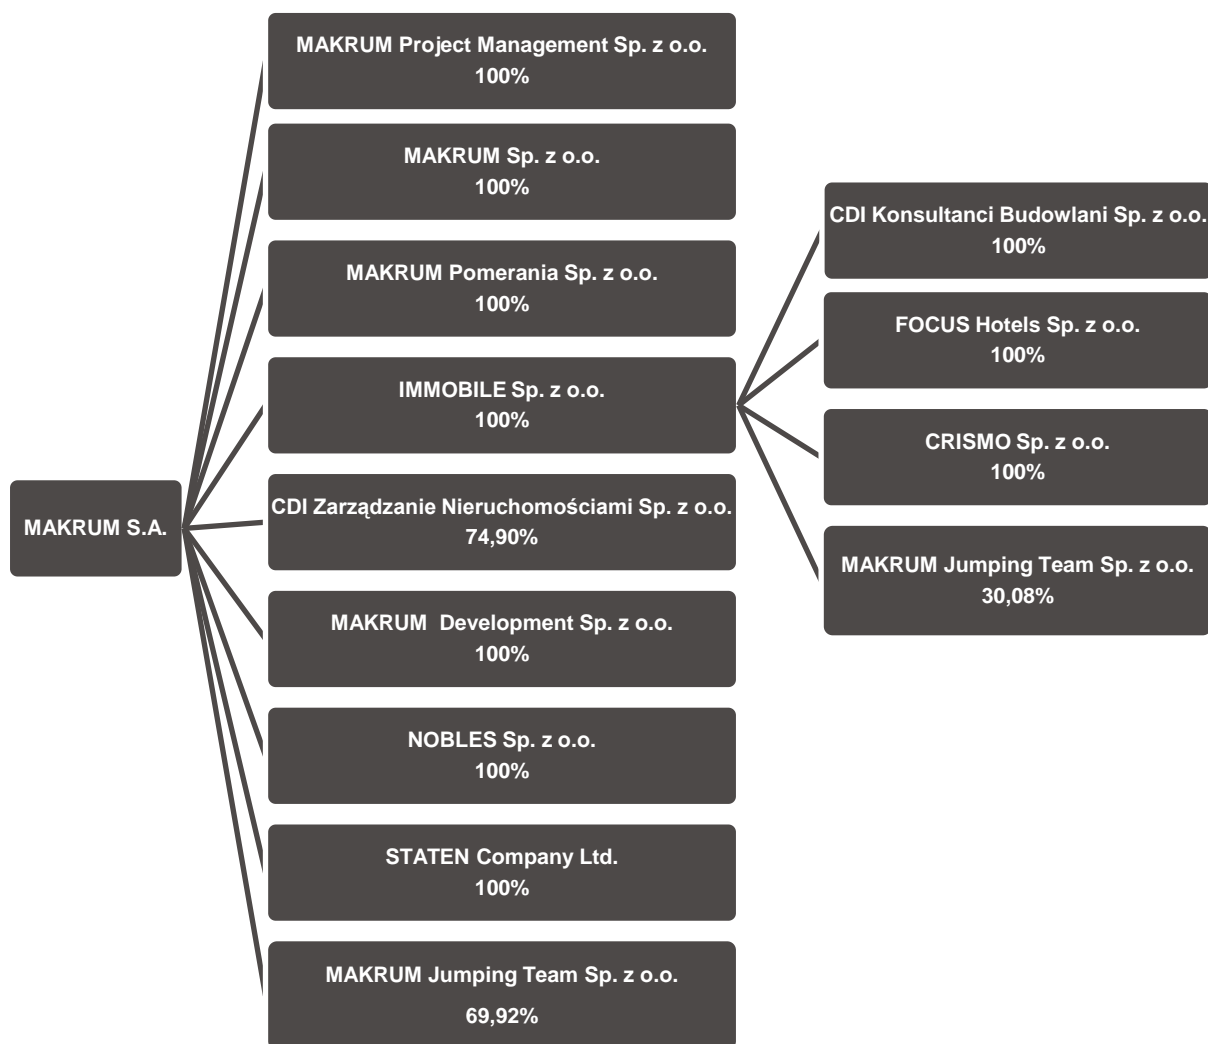 MAKRUM S.A.
MAKRUM Project Management Sp. z o.o.
100%
MAKRUM Sp. z o.o.
100%
MAKRUM Pomerania Sp. z o.o.
100%
IMMOBILE Sp. z o.o.
100%
CDI Zarządzanie Nieruchomościami Sp. z o.o.
74,90%
MAKRUM  Development Sp. z o.o.
100%
NOBLES Sp. z o.o.
100%
STATEN Company Ltd.
100%
MAKRUM Jumping Team Sp. z o.o.
69,92%
CDI Konsultanci Budowlani Sp. z o.o.
100%
FOCUS Hotels Sp. z o.o.
100%
CRISMO Sp. z o.o.
100%
MAKRUM Jumping Team Sp. z o.o.
30,08%